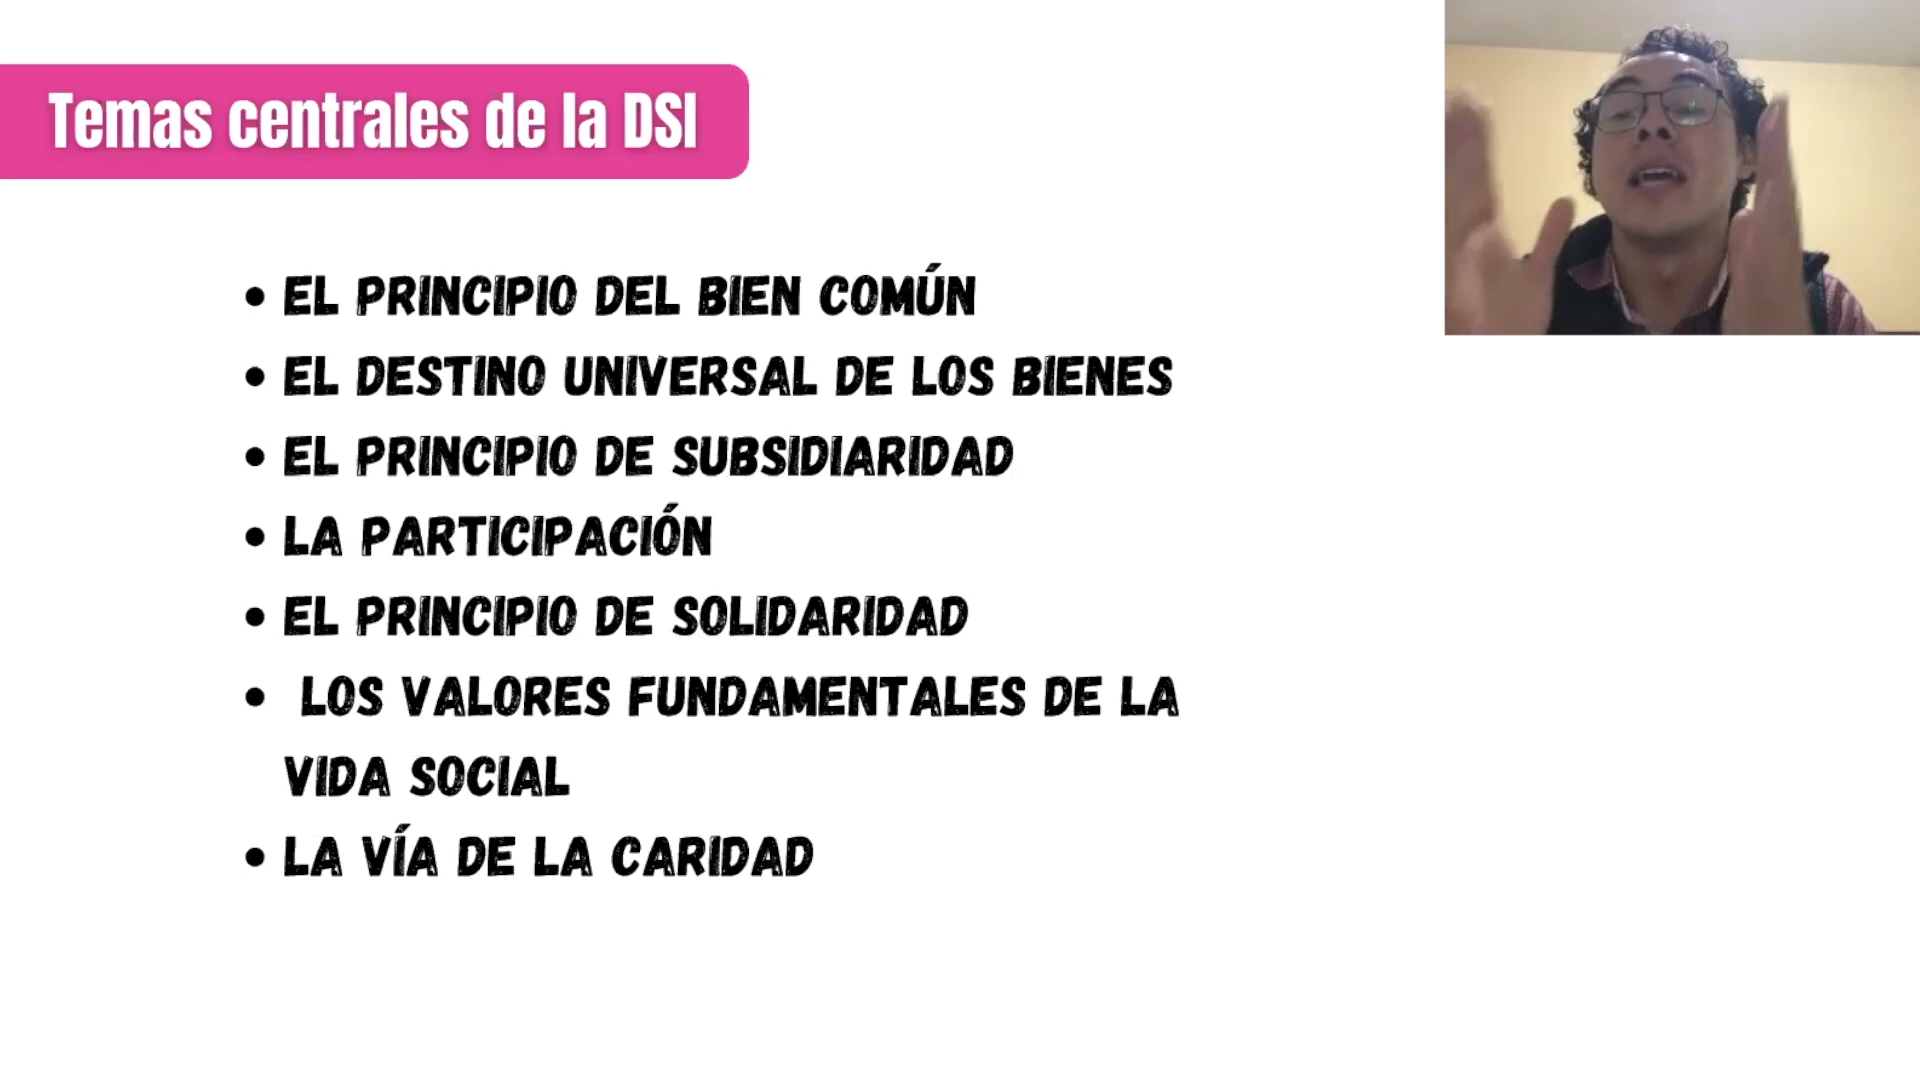 Temas centrales de la DSI
• EL PRINCIPIO DEL BIEN COMÚN
• EL DESTINO UNIVERSAL DE LOS BIENES
• EL PRINCIPIO DE SUBSIDIARIDAD
• LA PARTICIPACIÓN
• EL PRINCIPIO DE SOLIDARIDAD
• LOS VALORES FUNDAMENTALES DE LA
VIDA SOCIAL
• LA VÍA DE LA CARIDAD